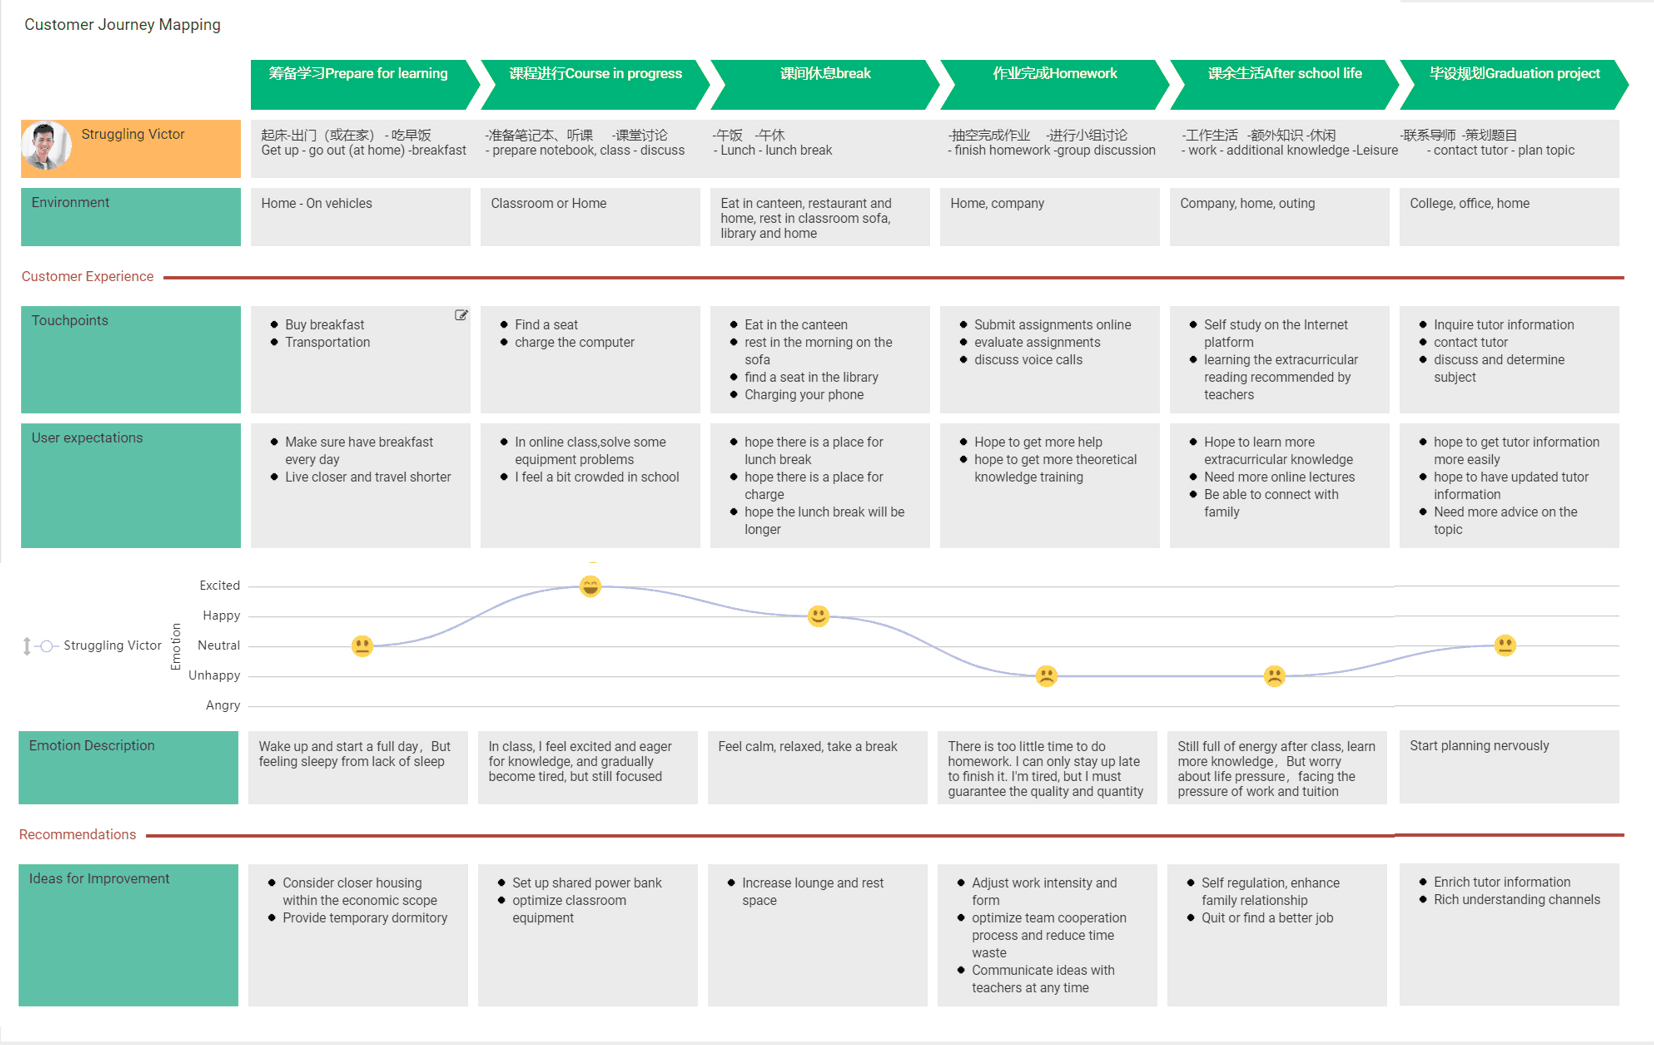 Customer Journey Mapping
筹备学习Prepare for learning
课程进行Course in progress
课间休息break
作业完成Homework
课余生活After school life
毕设规划Graduation project
Struggling Victor
起床-出门（或在家） - 吃早饭
Get up - go out (at home) -breakfast
-准备笔记本、听课 -课堂讨论
- prepare notebook, class - discuss
-午饭 -午休
- Lunch - lunch break
-抽空完成作业 -进行小组讨论
- finish homework -group discussion
-工作生活 -额外知识 -休闲
- work - additional knowledge -Leisure
-联系导师 -策划题目
- contact tutor - plan topic
Environment
Home - On vehicles
Classroom or Home
Eat in canteen, restaurant and
home, rest in classroom sofa,
library and home
Home, company
Company, home, outing
College, office, home
Customer Experience
Touchpoints
Buy breakfast
Transportation
Find a seat
charge the computer
Eat in the canteen
rest in the morning on the
sofa
find a seat in the library
Charging your phone
Submit assignments online
evaluate assignments
discuss voice calls
Self study on the Internet
platform
learning the extracurricular
reading recommended by
teachers
Inquire tutor information
contact tutor
discuss and determine
subject
User expectations
Make sure have breakfast
every day
Live closer and travel shorter
In online class,solve some
equipment problems
I feel a bit crowded in school
hope there is a place for
lunch break
hope there is a place for
charge
hope the lunch break will be
longer
Hope to get more help
hope to get more theoretical
knowledge training
Hope to learn more
extracurricular knowledge
Need more online lectures
Be able to connect with
family
hope to get tutor information
more easily
hope to have updated tutor
information
Need more advice on the
topic
Struggling Victor
Emotion
Excited
Happy
Neutral
Unhappy
Angry
Emotion Description
Wake up and start a full day，But
feeling sleepy from lack of sleep
In class, I feel excited and eager
for knowledge, and gradually
become tired, but still focused
Feel calm, relaxed, take a break
There is too little time to do
homework. I can only stay up late
to finish it. I'm tired, but I must
guarantee the quality and quantity
Still full of energy after class, learn
more knowledge，But worry
about life pressure，facing the
pressure of work and tuition
Start planning nervously
Recommendations
Ideas for Improvement
Consider closer housing
within the economic scope
Provide temporary dormitory
Set up shared power bank
optimize classroom
equipment
Increase lounge and rest
space
Adjust work intensity and
form
optimize team cooperation
process and reduce time
waste
Communicate ideas with
teachers at any time
Self regulation, enhance
family relationship
Quit or find a better job
Enrich tutor information
Rich understanding channels